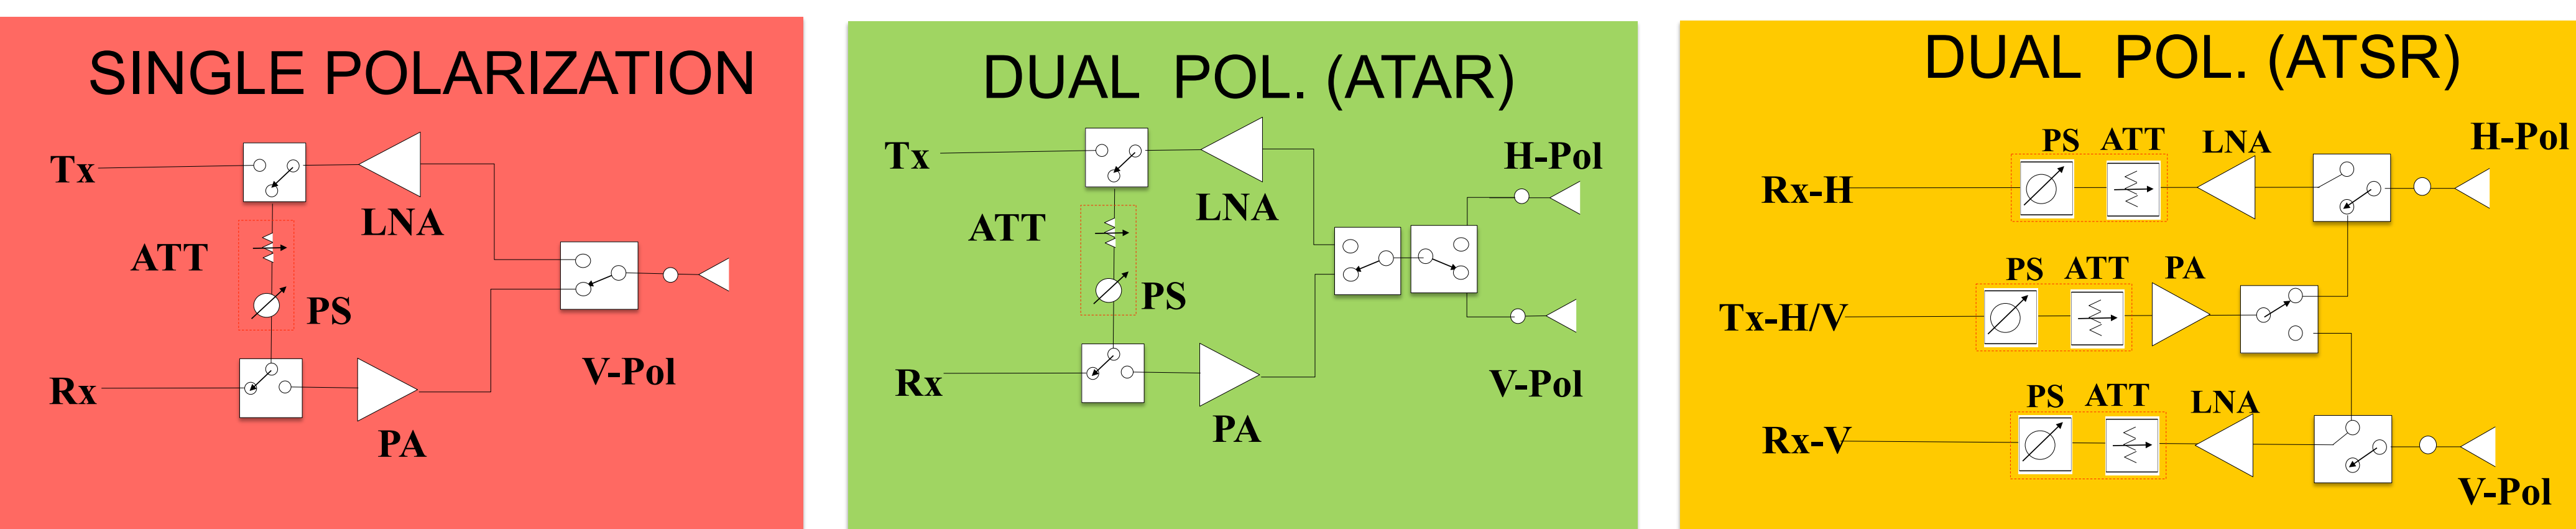 SINGLE POLARIZATION
Tx
LNA
ATT
PS
Rx
PA
V-Pol
DUAL POL. (ATAR)
Tx
H-Pol
LNA
ATT
PS
Rx
PA
V-Pol
DUAL POL. (ATSR)
H-Pol
PS ATT LNA
Rx-H
PS ATT PA
Tx-H/V
PS ATT LNA
Rx-V
V-Pol